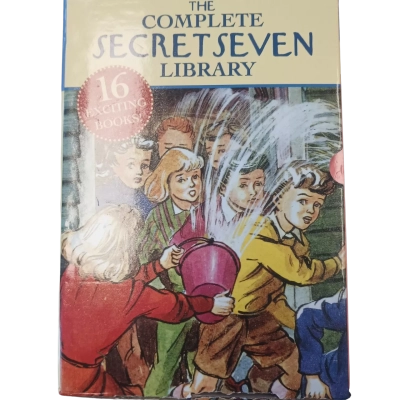 THE
COMPLETE
SECRET SEVEN
LIBRARY
16
EXCITING
BOOKS!